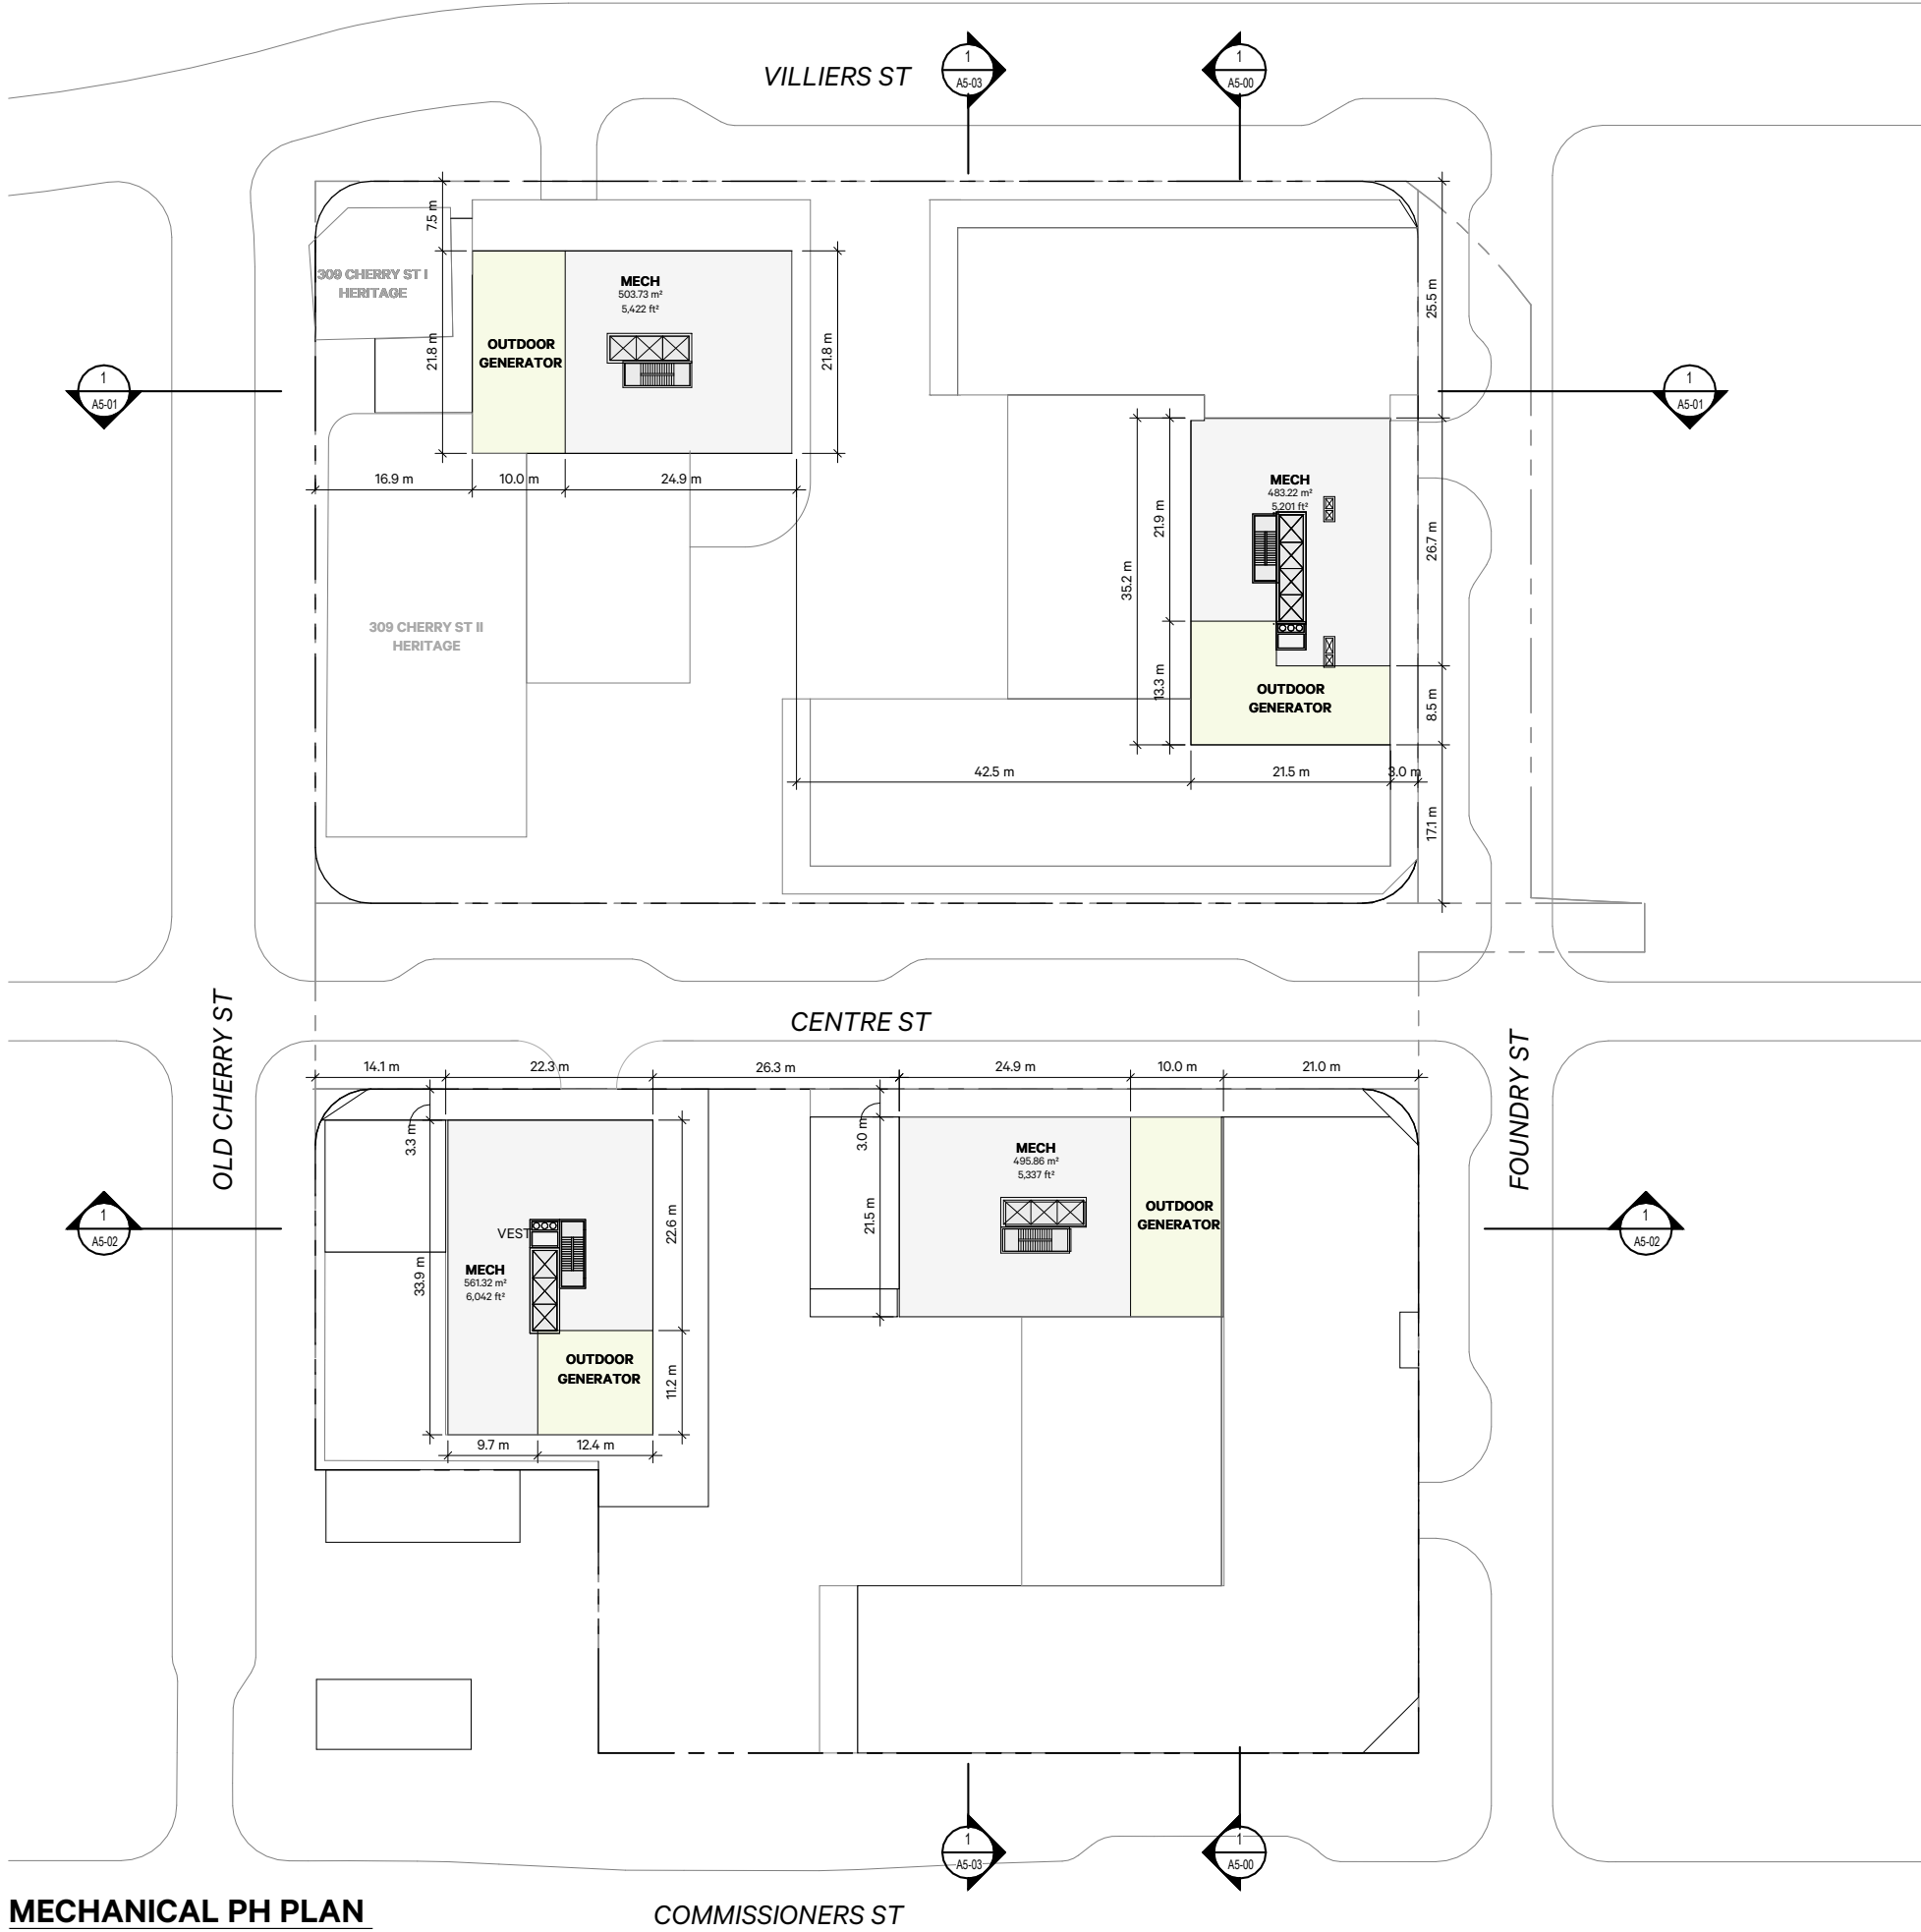 VILLIERS ST
1
A5-03
1
A5-00
7.5 m
309 CHERRY ST I
HERITAGE
MECH
503.73 m²
5,422 ft²
OUTDOOR
GENERATOR
21.8 m
21.8 m
25.5 m
1
A5-01
1
A5-01
16.9 m
10.0 m
24.9 m
MECH
483.22 m²
5,201 ft²
21.9 m
26.7 m
35.2 m
309 CHERRY ST II
HERITAGE
13.3 m
OUTDOOR
GENERATOR
8.5 m
42.5 m
21.5 m
3.0 m
17.1 m
OLD CHERRY ST
CENTRE ST
FOUNDRY ST
14.1 m
22.3 m
26.3 m
24.9 m
10.0 m
21.0 m
3.3 m
3.0 m
MECH
495.86 m²
5,337 ft²
1
A5-02
VEST
22.6 m
21.5 m
OUTDOOR
GENERATOR
1
A5-02
33.9 m
MECH
561.32 m²
6,042 ft²
OUTDOOR
GENERATOR
11.2 m
9.7 m
12.4 m
1
A5-03
1
A5-00
MECHANICAL PH PLAN
COMMISSIONERS ST